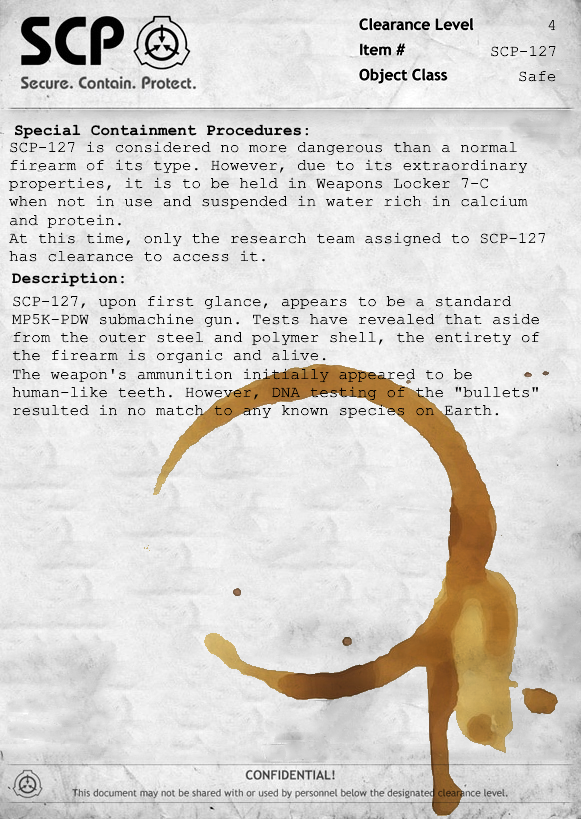 SCP
Secure. Contain. Protect.
Clearance Level 4
Item # SCP-127
Object Class Safe
Special Containment Procedures:
SCP-127 is considered no more dangerous than a normal
firearm of its type. However, due to its extraordinary
properties, it is to be held in Weapons Locker 7-C
when not in use and suspended in water rich in calcium
and protein.
At this time, only the research team assigned to SCP-127
has clearance to access it.
Description:
SCP-127, upon first glance, appears to be a standard
MP5K-PDW submachine gun. Tests have revealed that aside
from the outer steel and polymer shell, the entirety of
the firearm is organic and alive.
The weapon's ammunition initially appeared to be
human-like teeth. However, DNA testing of the "bullets"
resulted in no match to any known species on Earth.
CONFIDENTIAL!
This document may not be shared with or used by personnel below the designated clearance level.